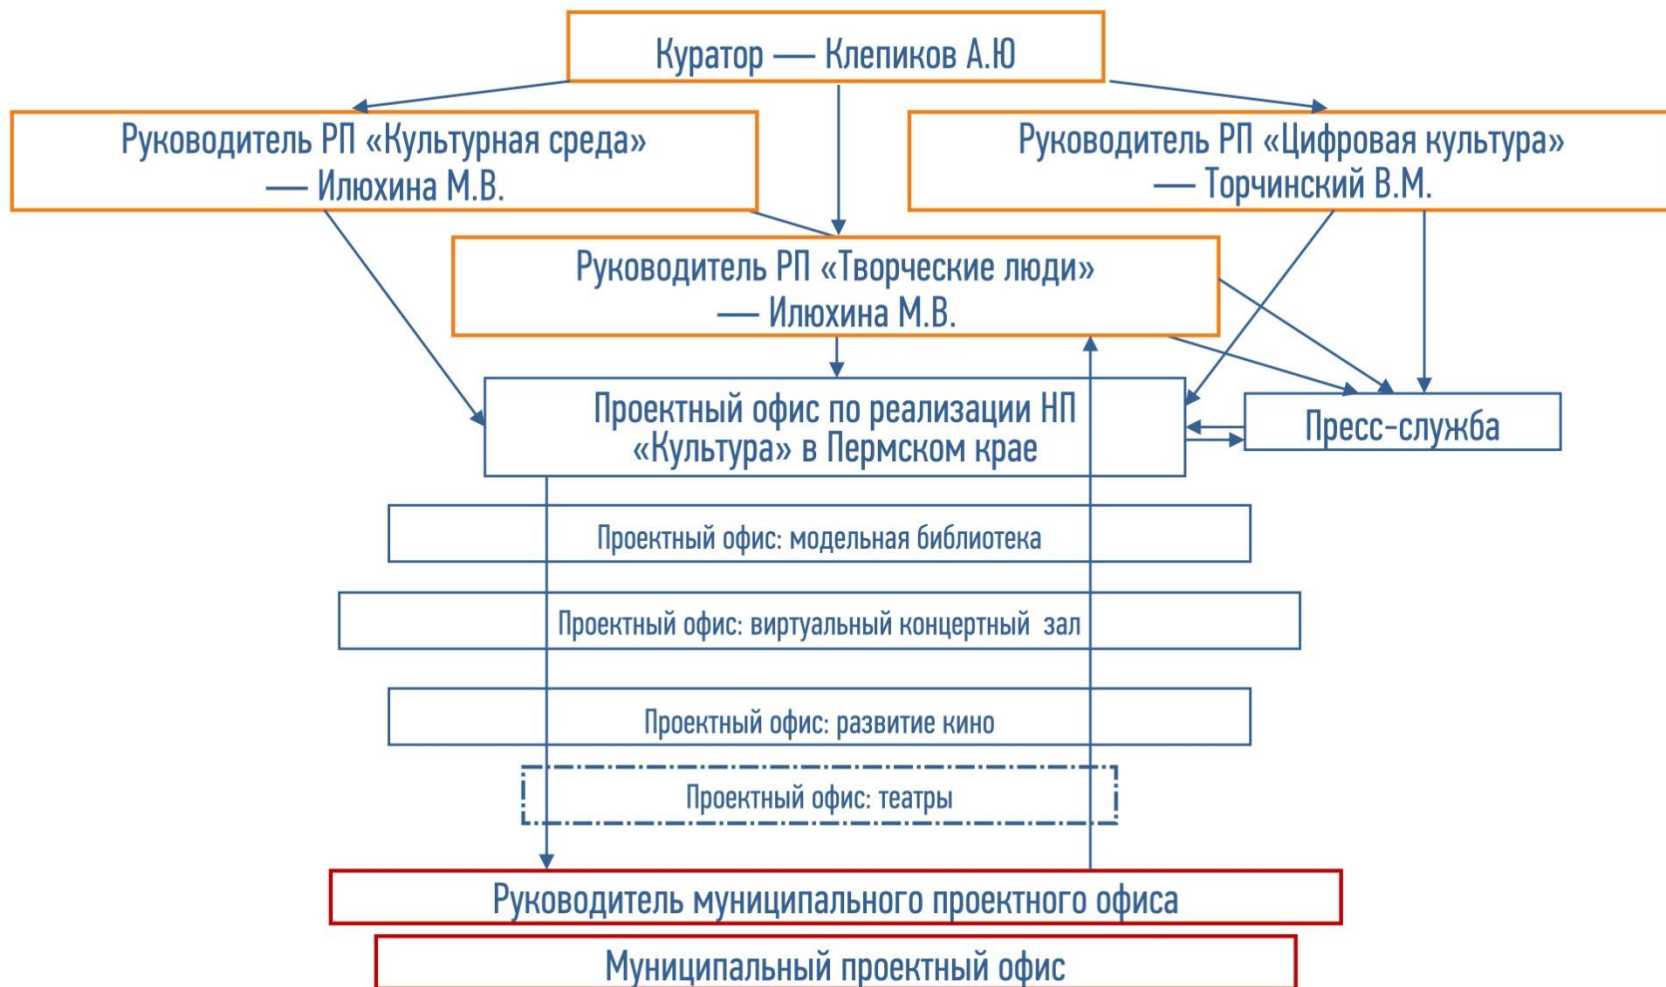 Куратор — Клепиков А.Ю
Руководитель РП «Культурная среда»
— Илюхина М.В.
Руководитель РП «Цифровая культура»
— Торчинский В.М.
Руководитель РП «Творческие люди»
— Илюхина М.В.
Проектный офис по реализации НП
«Культура» в Пермском крае
Пресс-служба
Проектный офис: модельная библиотека
Проектный офис: виртуальный концертный зал
Проектный офис: развитие кино
Проектный офис: театры
Руководитель муниципального проектного офиса
Муниципальный проектный офис